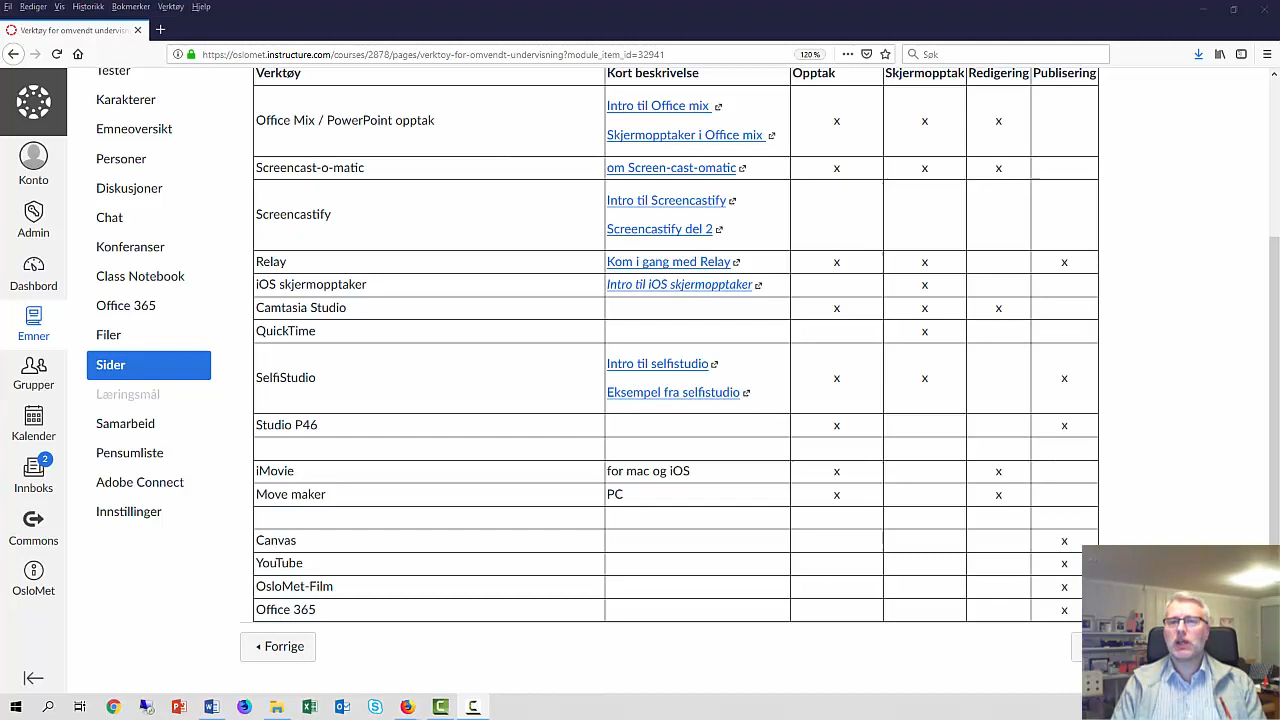 Fil Rediger Vis Historikk Bokmerker Verktøy Hjelp
Verktøy for omvendt undervisning
https://oslomet.instructure.com/courses/2878/pages/verktoy-for-omvendt-undervisning?module_item_id=32941
120 %
Søk
Konto
Admin
Dashbord
Emner
Grupper
Kalender
2
Innboks
Commons
OsloMet
Tester
Karakterer
Emneoversikt
Personer
Diskusjoner
Chat
Konferanser
Class Notebook
Office 365
Filer
Sider
Læringsmål
Samarbeid
Pensumliste
Adobe Connect
Innstillinger
Verktøy Kort beskrivelse Opptak Skjermopptak Redigering Publisering
Intro til Office mix
Office Mix / PowerPoint opptak x x x
Skjermopptaker i Office mix
Screencast-o-matic om Screen-cast-omatic x x x
Intro til Screencastify
Screencastify
Screencastify del 2
Relay Kom i gang med Relay x x x
iOS skjermopptaker Intro til iOS skjermopptaker x
Camtasia Studio x x x
QuickTime x
Intro til selfistudio
SelfiStudio x x x
Eksempel fra selfistudio
Studio P46 x x
iMovie for mac og iOS x x
Move maker PC x x
Canvas x
YouTube x
OsloMet-Film x
Office 365 x
Forrige